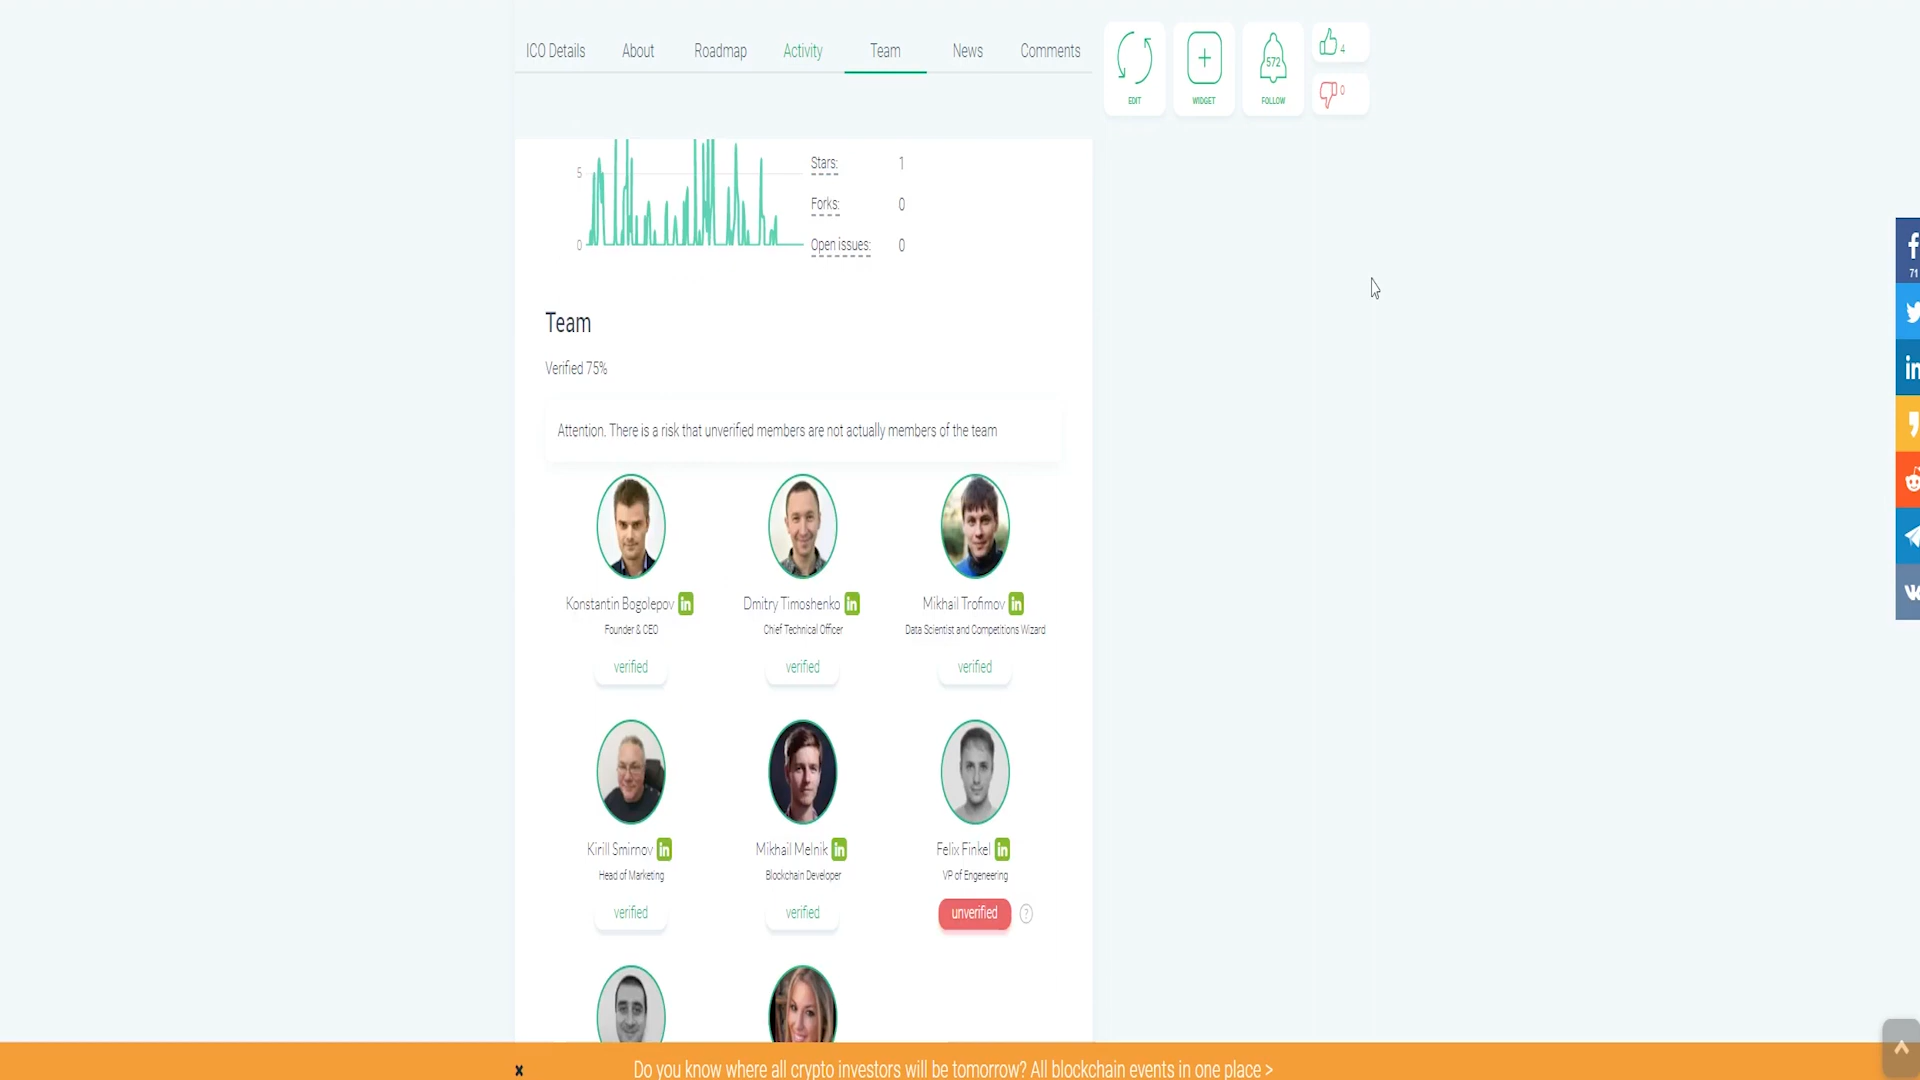 ICO Details About Roadmap Activity Team News Comments
EDIT
WIDGET
572
FOLLOW
4
0
5
0
Stars: 1
Forks: 0
Open issues: 0
71
Team
Verified 75%
Attention. There is a risk that unverified members are not actually members of the team
Konstantin Bogolepov in
Founder & CEO
verified
Dmitry Timoshenko in
Chief Technical Officer
verified
Mikhail Trofimov in
Data Scientist and Competitions Wizard
verified
Kirill Smirnov in
Head of Marketing
verified
Mikhail Melnik in
Blockchain Developer
verified
Felix Finkel in
VP of Engeneering
unverified ?
x Do you know where all crypto investors will be tomorrow? All blockchain events in one place >